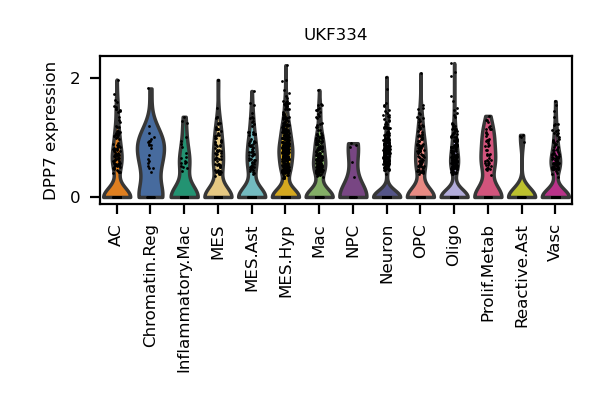 UKF334
DPP7 expression
2
0
AC
Chromatin.Reg
Inflammatory.Mac
MES
MES.Ast
MES.Hyp
Mac
NPC
Neuron
OPC
Oligo
Prolif.Metab
Reactive.Ast
Vasc